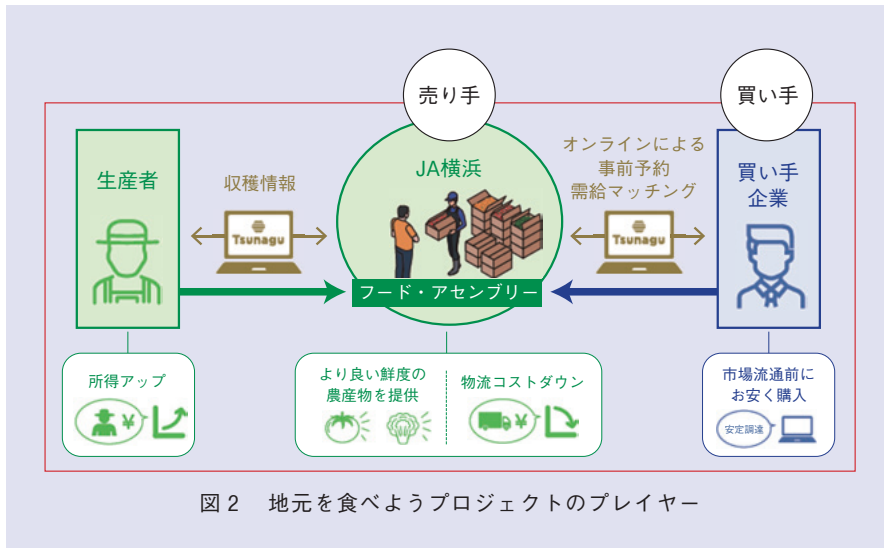 売り手
買い手
生産者
収穫情報
Tsunagu
JA横浜
フード・アセンブリー
オンラインによる
事前予約
需給マッチング
Tsunagu
買い手
企業
所得アップ
¥
より良い鮮度の
農産物を提供
物流コストダウン
¥
市場流通前に
お安く購入
安定調達
図2 地元を食べようプロジェクトのプレイヤー